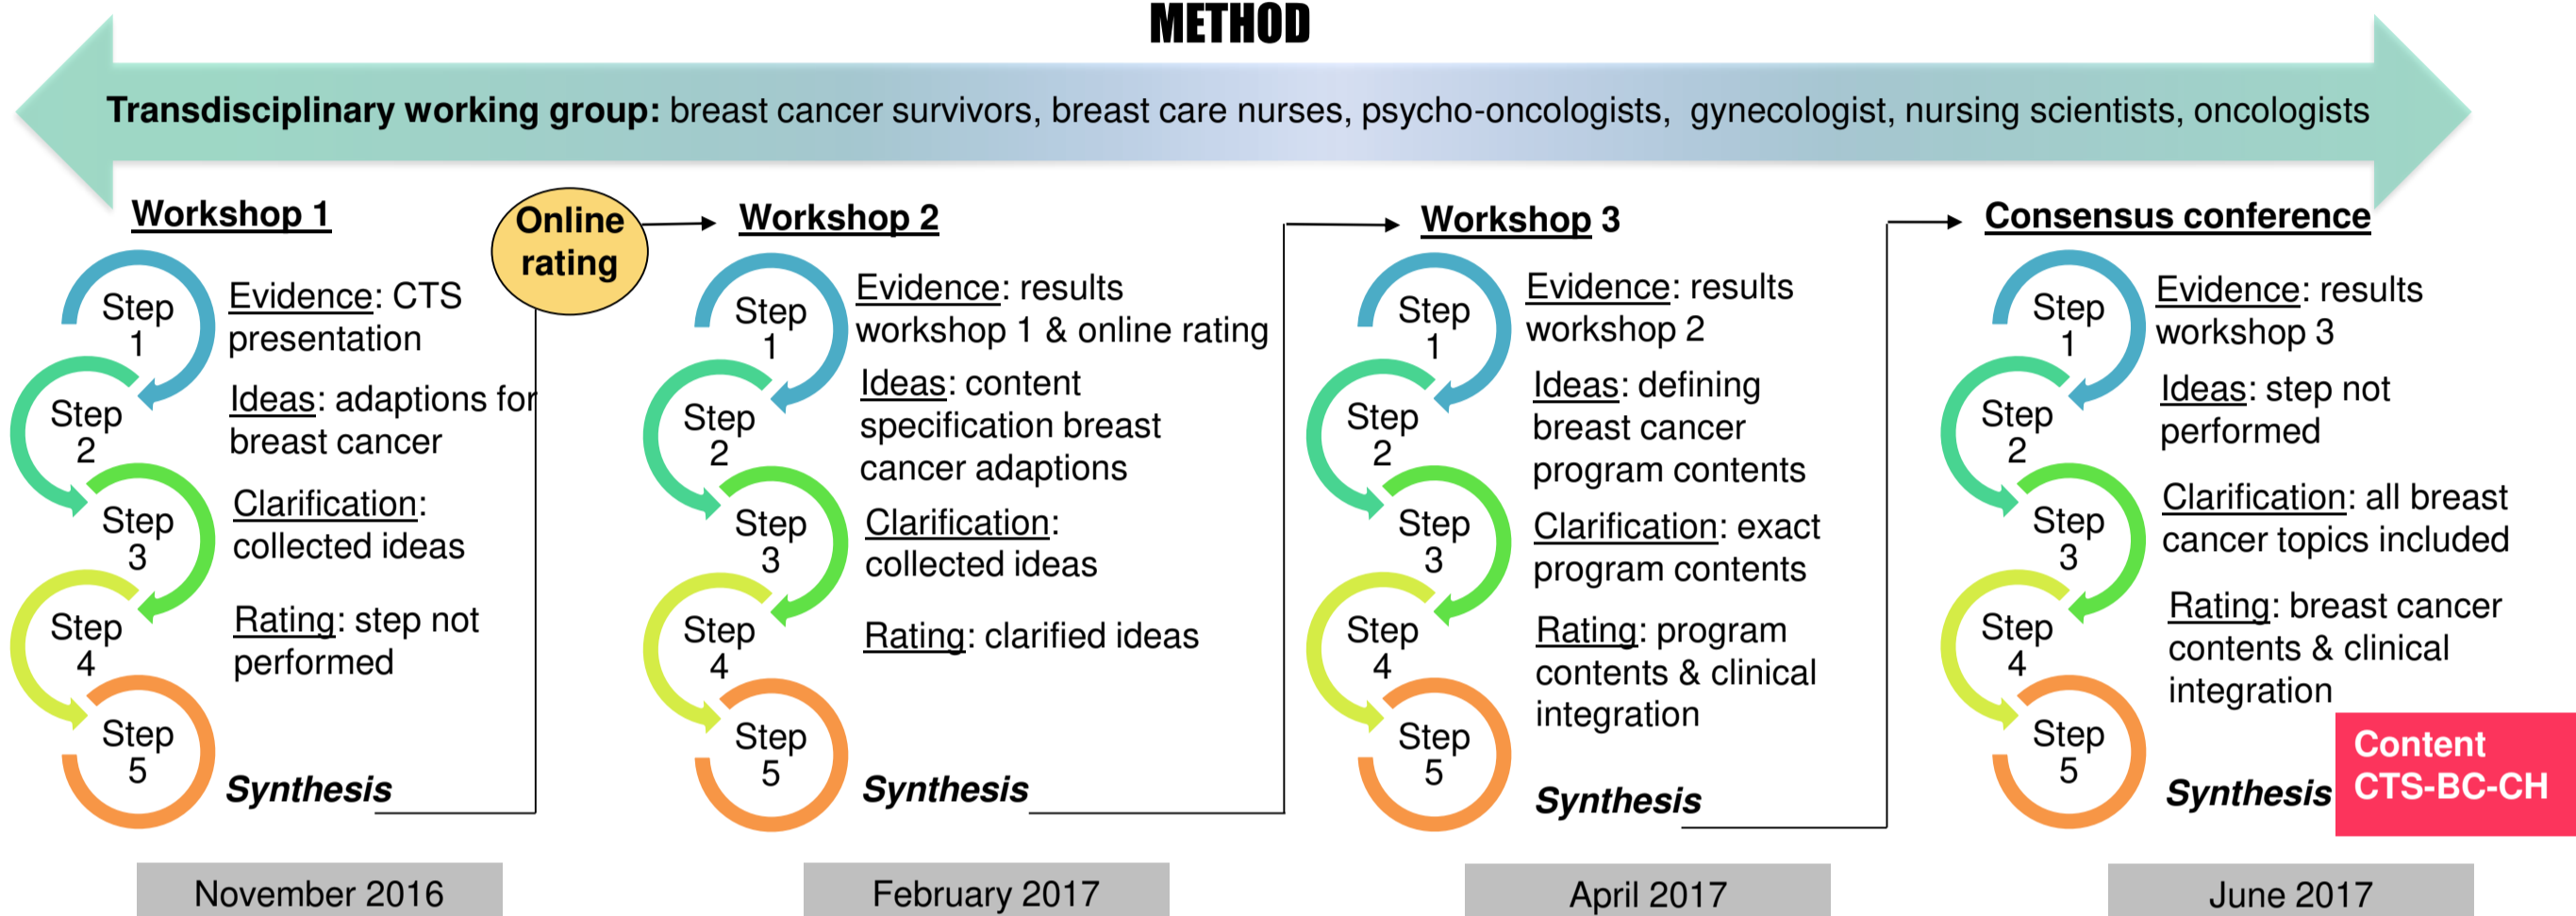 METHOD
Transdisciplinary working group: breast cancer survivors, breast care nurses, psycho-oncologists, gynecologist, nursing scientists, oncologists
Workshop 1
Step
1
Evidence: CTS
presentation
Step
2
Ideas: adaptions for
breast cancer
Step
3
Clarification:
collected ideas
Step
4
Rating: step not
performed
Step
5
Synthesis
November 2016
Online
rating
Workshop 2
Step
1
Evidence: results
workshop 1 & online rating
Step
2
Ideas: content
specification breast
cancer adaptions
Step
3
Clarification:
collected ideas
Step
4
Rating: clarified ideas
Step
5
Synthesis
February 2017
Workshop 3
Step
1
Evidence: results
workshop 2
Step
2
Ideas: defining
breast cancer
program contents
Step
3
Clarification: exact
program contents
Step
4
Rating: program
contents & clinical
integration
Step
5
Synthesis
April 2017
Consensus conference
Step
1
Evidence: results
workshop 3
Step
2
Ideas: step not
performed
Step
3
Clarification: all breast
cancer topics included
Step
4
Rating: breast cancer
contents & clinical
integration
Step
5
Synthesis
Content
CTS-BC-CH
June 2017